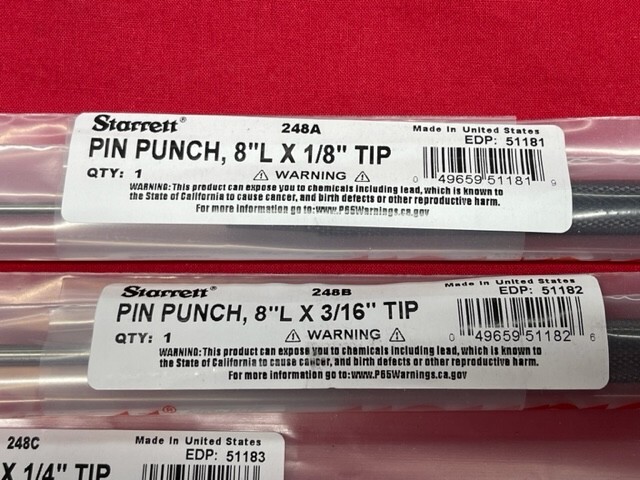 Starrett® 248A Made in United States
EDP: 51181
PIN PUNCH, 8"L X 1/8" TIP
QTY: 1 ⚠ WARNING ⚠
0 49659 51181 9
WARNING: This product can expose you to chemicals including lead, which is known to
the State of California to cause cancer, and birth defects or other reproductive harm.
For more information go to: www.P65Warnings.ca.gov
Starrett® 248B Made in United States
EDP: 51182
PIN PUNCH, 8"L X 3/16" TIP
QTY: 1 ⚠ WARNING ⚠
0 49659 51182 6
WARNING: This product can expose you to chemicals including lead, which is known to
the State of California to cause cancer, and birth defects or other reproductive harm.
For more information go to: www.P65Warnings.ca.gov
®
248C Made in United States
EDP: 51183
X 1/4" TIP